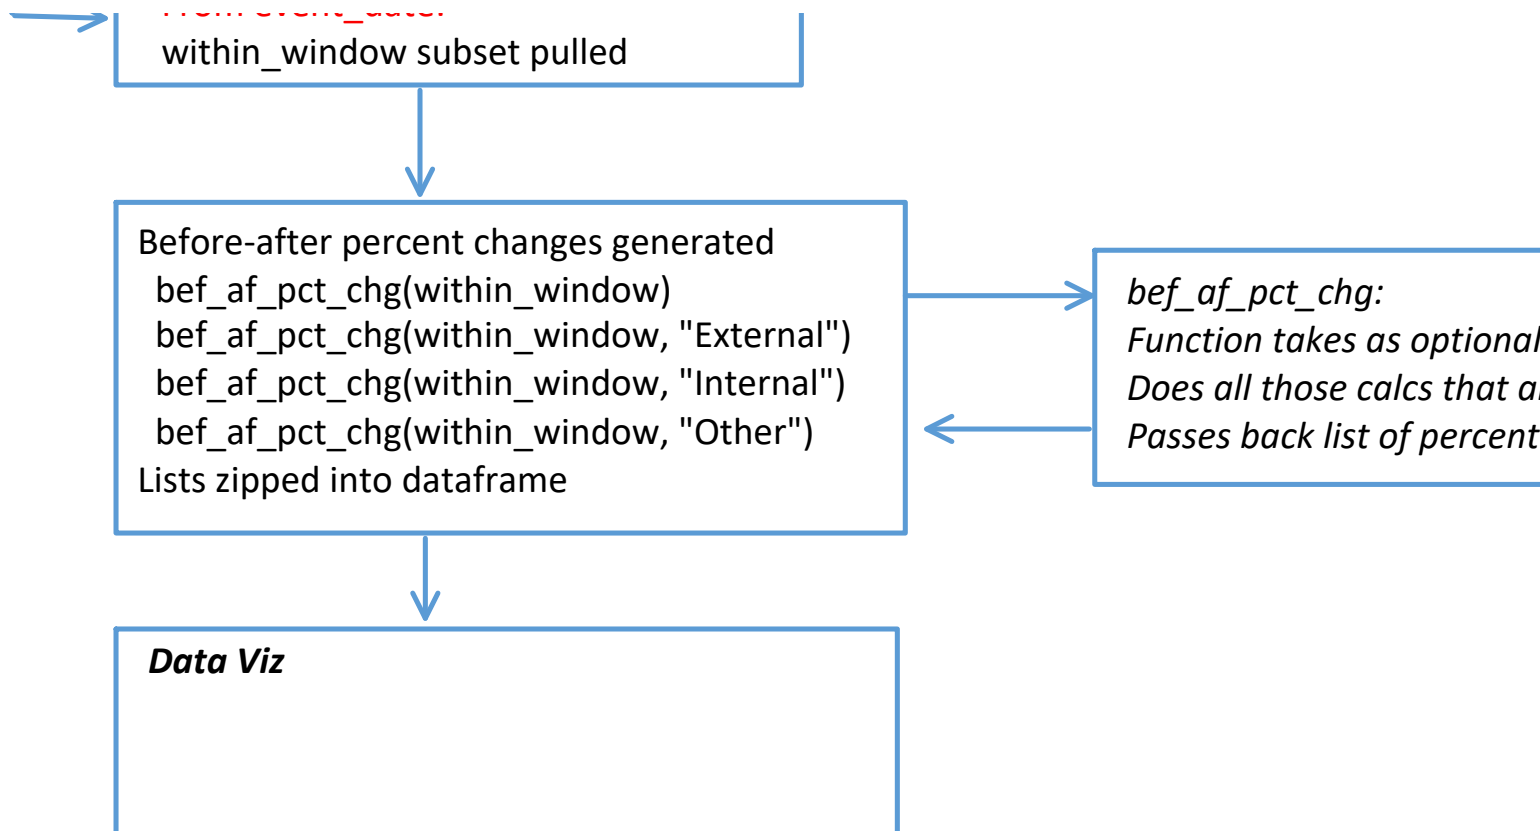 From event_date:
within_window subset pulled
Before-after percent changes generated
bef_af_pct_chg(within_window)
bef_af_pct_chg(within_window, "External")
bef_af_pct_chg(within_window, "Internal")
bef_af_pct_chg(within_window, "Other")
Lists zipped into dataframe
bef_af_pct_chg:
Function takes as optional
Does all those calcs that
Passes back list of percent
Data Viz